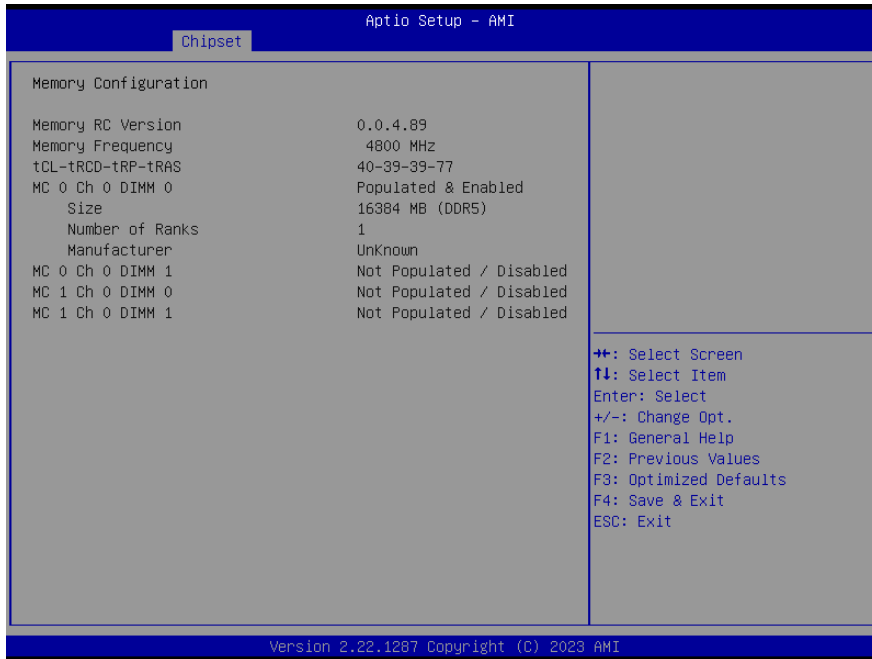 Aptio Setup - AMI
Chipset
Memory Configuration
Memory RC Version 0.0.4.89
Memory Frequency 4800 MHz
tCL-tRCD-tRP-tRAS 40-39-39-77
MC 0 Ch 0 DIMM 0 Populated & Enabled
Size 16384 MB (DDR5)
Number of Ranks 1
Manufacturer UnKnown
MC 0 Ch 0 DIMM 1 Not Populated / Disabled
MC 1 Ch 0 DIMM 0 Not Populated / Disabled
MC 1 Ch 0 DIMM 1 Not Populated / Disabled
→←: Select Screen
↑↓: Select Item
Enter: Select
+/-: Change Opt.
F1: General Help
F2: Previous Values
F3: Optimized Defaults
F4: Save & Exit
ESC: Exit
Version 2.22.1287 Copyright (C) 2023 AMI